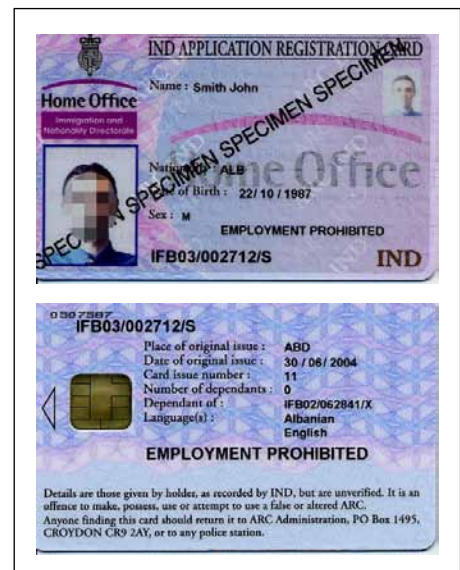 IND APPLICATION REGISTRATION CARD
Home Office
Immigration and
Nationality Directorate
Name : Smith John
SPECIMEN SPECIMEN SPECIMEN
Home Office
Nationality : ALB
Date of Birth : 22/ 10 / 1987
Sex : M
EMPLOYMENT PROHIBITED
IFB03/002712/S
IND
0307587
IFB03/002712/S
Place of original issue : ABD
Date of original issue : 30 / 06/ 2004
Card issue number : 11
Number of dependants : 0
Dependant of : IFB02/062841/X
Language(s) : Albanian
English
EMPLOYMENT PROHIBITED
Details are those given by holder, as recorded by IND, but are unverified. It is an
offence to make, possess, use or attempt to use a false or altered ARC.
Anyone finding this card should return it to ARC Administration, PO Box 1495,
CROYDON CR9 2AY, or to any police station.